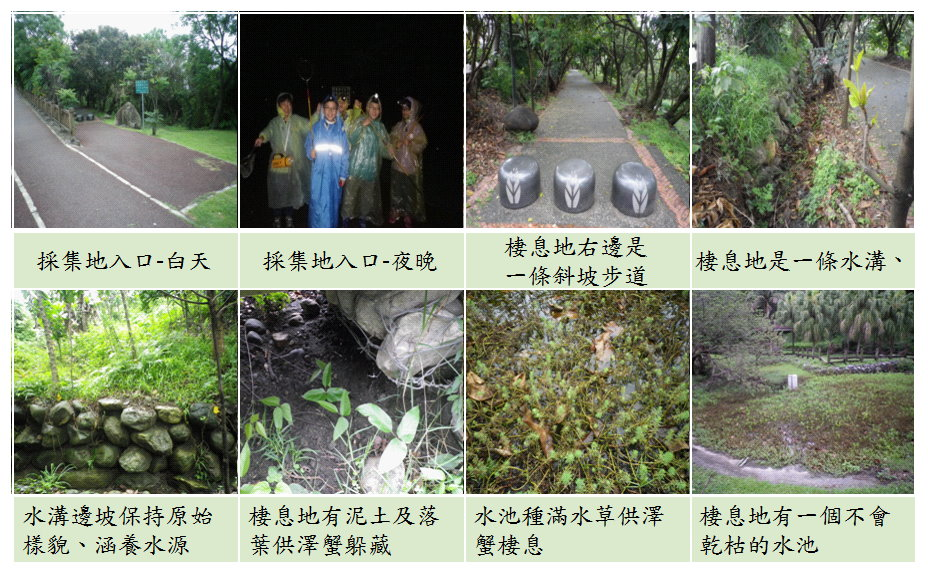 採集地入口-白天
採集地入口-夜晚
棲息地右邊是
一條斜坡步道
棲息地是一條水溝、
水溝邊坡保持原始
樣貌、涵養水源
棲息地有泥土及落
葉供澤蟹躲藏
水池種滿水草供澤
蟹棲息
棲息地有一個不會
乾枯的水池